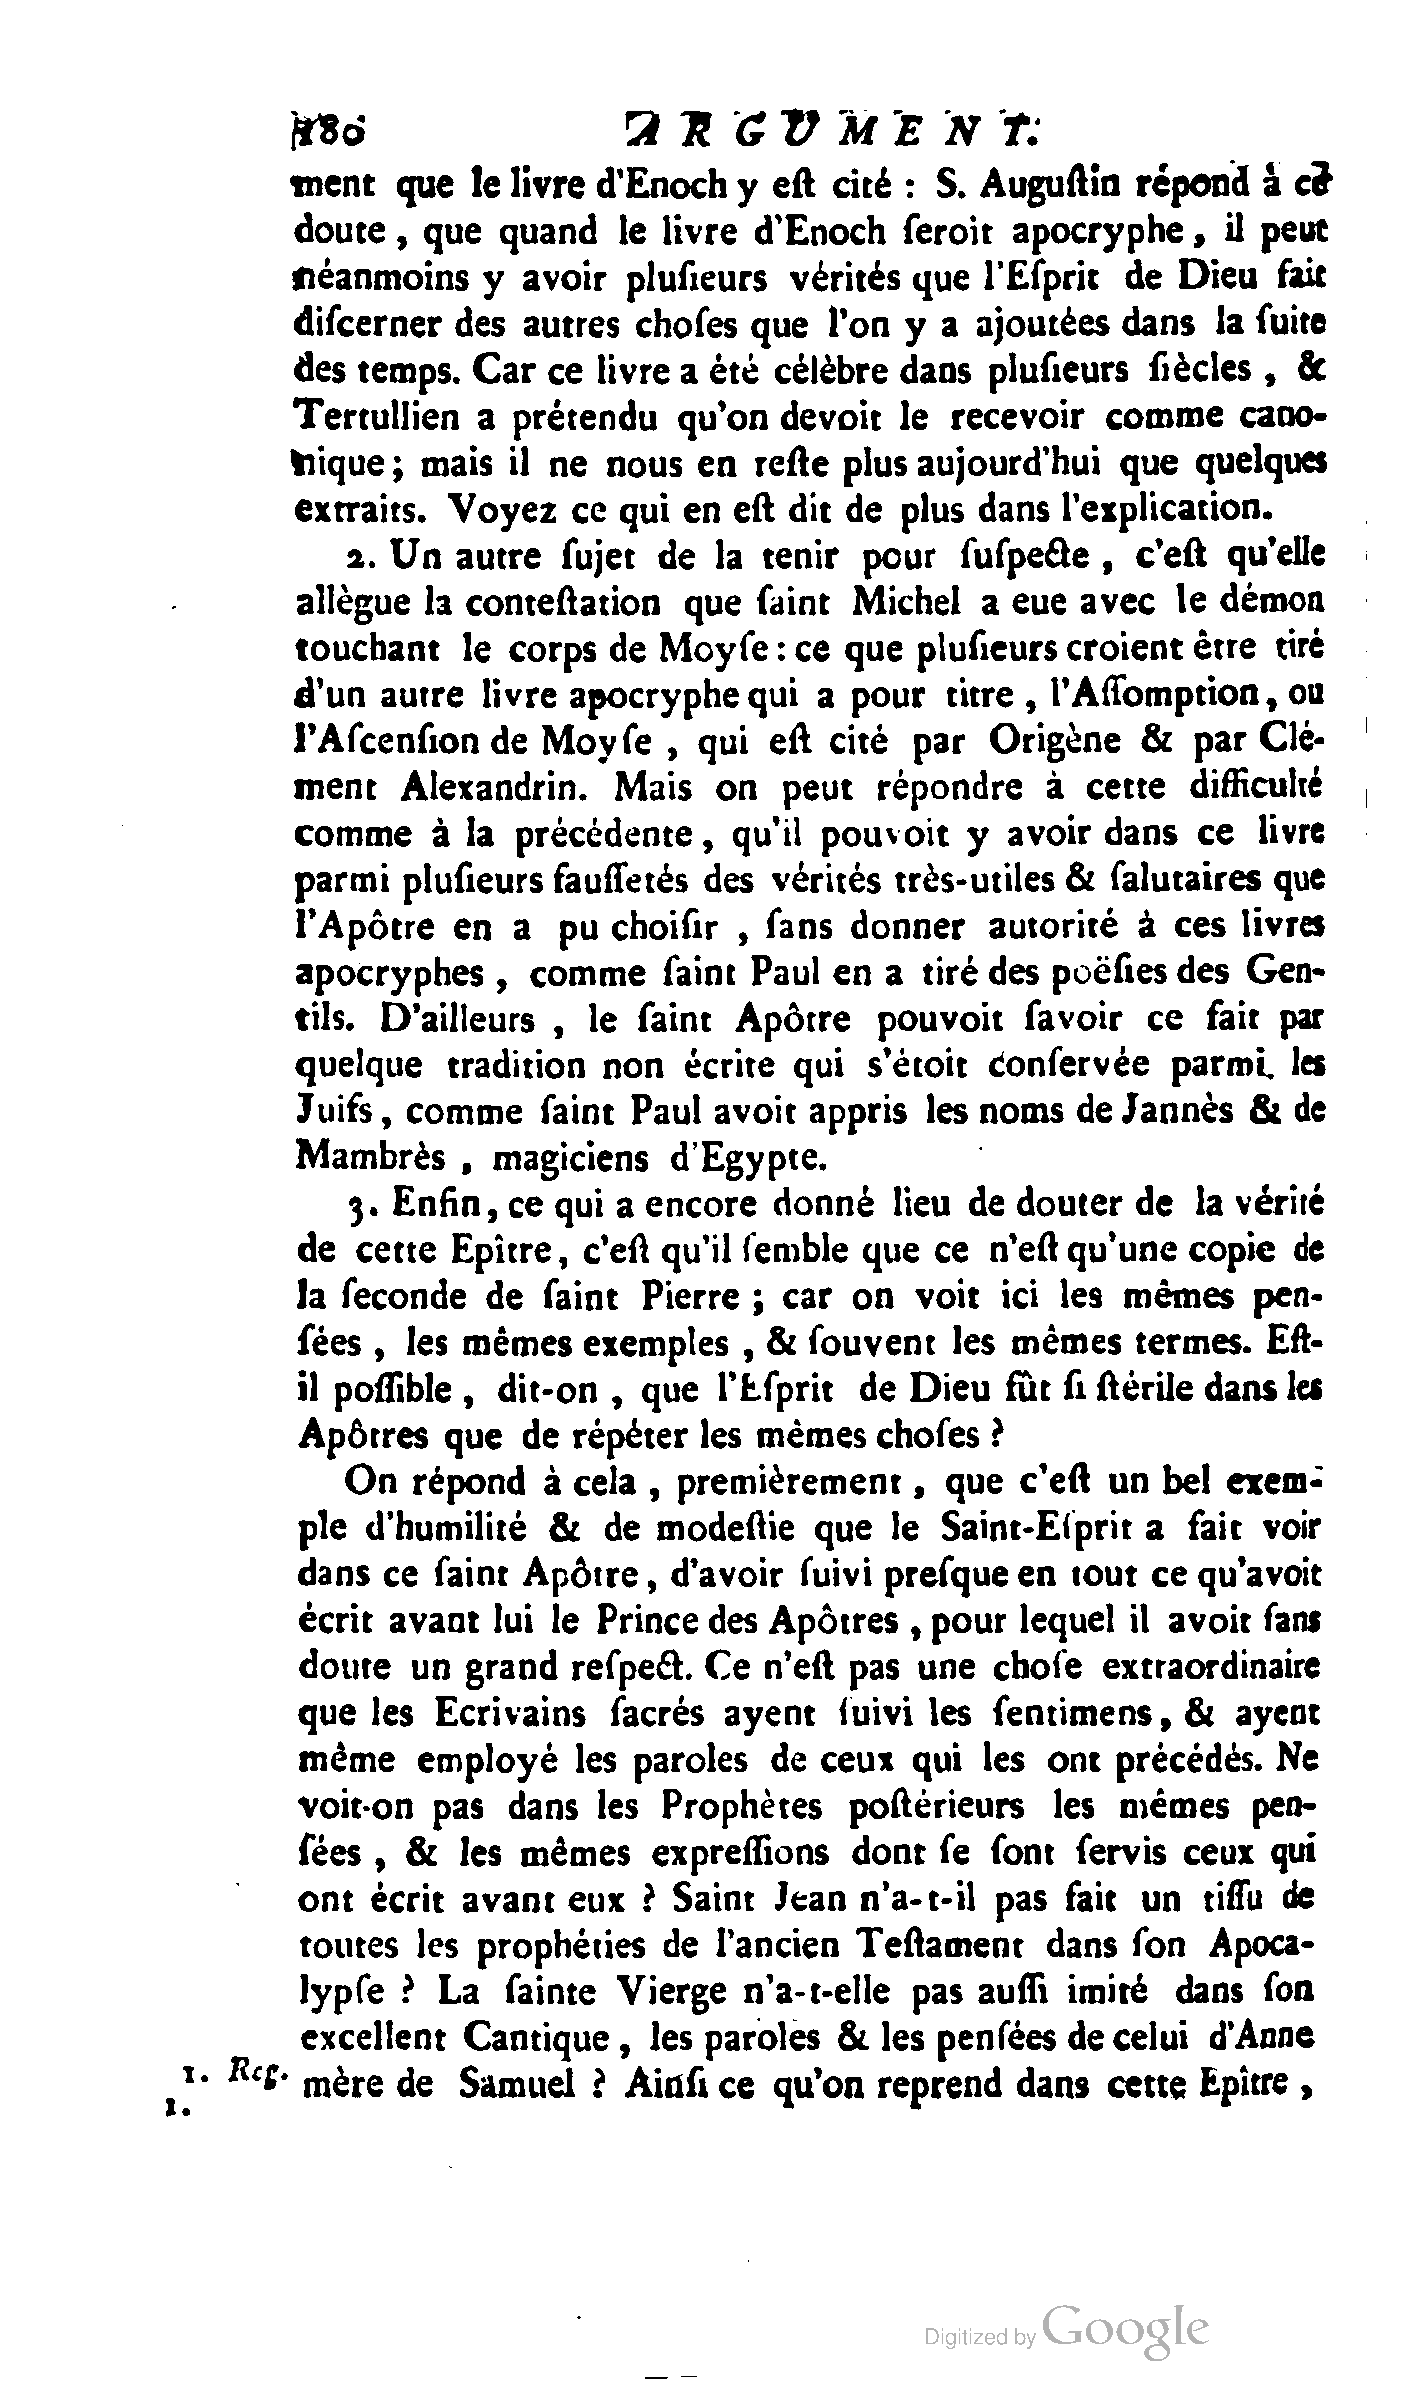 180 ARGUMENT.
ment que le livre d'Enoch y eſt cité : S. Auguſtin répond à ce
doute, que quand le livre d'Enoch ſeroit apocryphe, il peut
néanmoins y avoir pluſieurs vérités que l'Eſprit de Dieu fait
diſcerner des autres choſes que l'on y a ajoutées dans la ſuite
des temps. Car ce livre a été célèbre dans pluſieurs ſiècles, &
Tertullien a prétendu qu'on devoit le recevoir comme cano-
nique; mais il ne nous en reſte plus aujourd'hui que quelques
extraits. Voyez ce qui en eſt dit de plus dans l'explication.
2. Un autre ſujet de la tenir pour ſuſpecte, c'eſt qu'elle
allègue la conteſtation que ſaint Michel a eue avec le démon
touchant le corps de Moyſe : ce que pluſieurs croient être tiré
d'un autre livre apocryphe qui a pour titre, l'Aſſomption, ou
l'Aſcenſion de Moyſe, qui eſt cité par Origène & par Clé-
ment Alexandrin. Mais on peut répondre à cette difficulté
comme à la précédente, qu'il pouvoit y avoir dans ce livre
parmi pluſieurs fauſſetés des vérités très-utiles & ſalutaires que
l'Apôtre en a pu choiſir, ſans donner autorité à ces livres
apocryphes, comme ſaint Paul en a tiré des poëſies des Gen-
tils. D'ailleurs, le ſaint Apôtre pouvoit ſavoir ce fait par
quelque tradition non écrite qui s'étoit conſervée parmi les
Juifs, comme ſaint Paul avoit appris les noms de Jannès & de
Mambrès, magiciens d'Egypte.
3. Enfin, ce qui a encore donné lieu de douter de la vérité
de cette Epître, c'eſt qu'il ſemble que ce n'eſt qu'une copie de
la ſeconde de ſaint Pierre; car on voit ici les mêmes pen-
ſées, les mêmes exemples, & ſouvent les mêmes termes. Eſt-
il poſſible, dit-on, que l'Eſprit de Dieu fût ſi ſtérile dans les
Apôtres que de répéter les mêmes choſes ?
On répond à cela, premièrement, que c'eſt un bel exem-
ple d'humilité & de modeſtie que le Saint-Eſprit a fait voir
dans ce ſaint Apôtre, d'avoir ſuivi preſque en tout ce qu'avoit
écrit avant lui le Prince des Apôtres, pour lequel il avoit ſans
doute un grand reſpect. Ce n'eſt pas une choſe extraordinaire
que les Ecrivains ſacrés ayent ſuivi les ſentimens, & ayent
même employé les paroles de ceux qui les ont précédés. Ne
voit-on pas dans les Prophètes poſtérieurs les mêmes pen-
ſées, & les mêmes expreſſions dont ſe ſont ſervis ceux qui
ont écrit avant eux ? Saint Jean n'a-t-il pas fait un tiſſu de
toutes les prophéties de l'ancien Teſtament dans ſon Apoca-
lypſe ? La ſainte Vierge n'a-t-elle pas auſſi imité dans ſon
excellent Cantique, les paroles & les penſées de celui d'Anne
1. Reg. mère de Samuel ? Ainſi ce qu'on reprend dans cette Epître,
1.
Digitized by Google